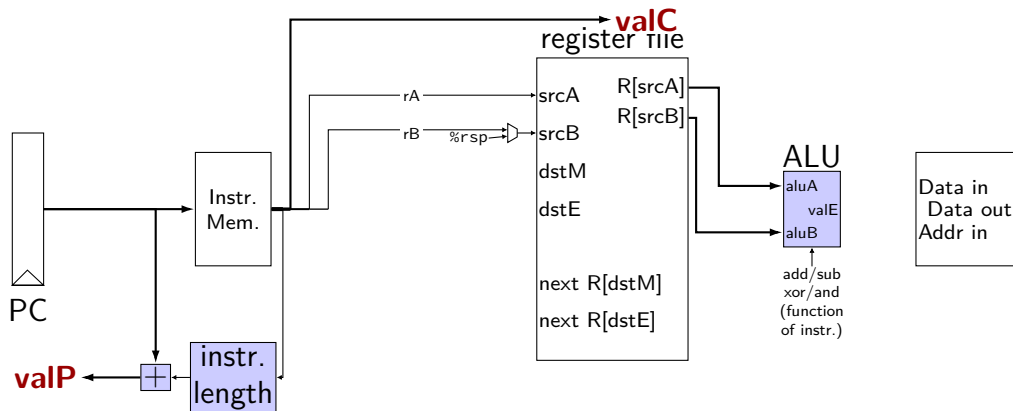 valC
register file
R[srcA]
srcA
rA
R[srcB]
srcB
rB
%rsp
ALU
dstM
aluA
Data in
Instr.
Mem.
valE
Data out
dstE
aluB
Addr in
add/sub
xor/and
(function
of instr.)
next R[dstM]
PC
next R[dstE]
instr.
length
+
valP